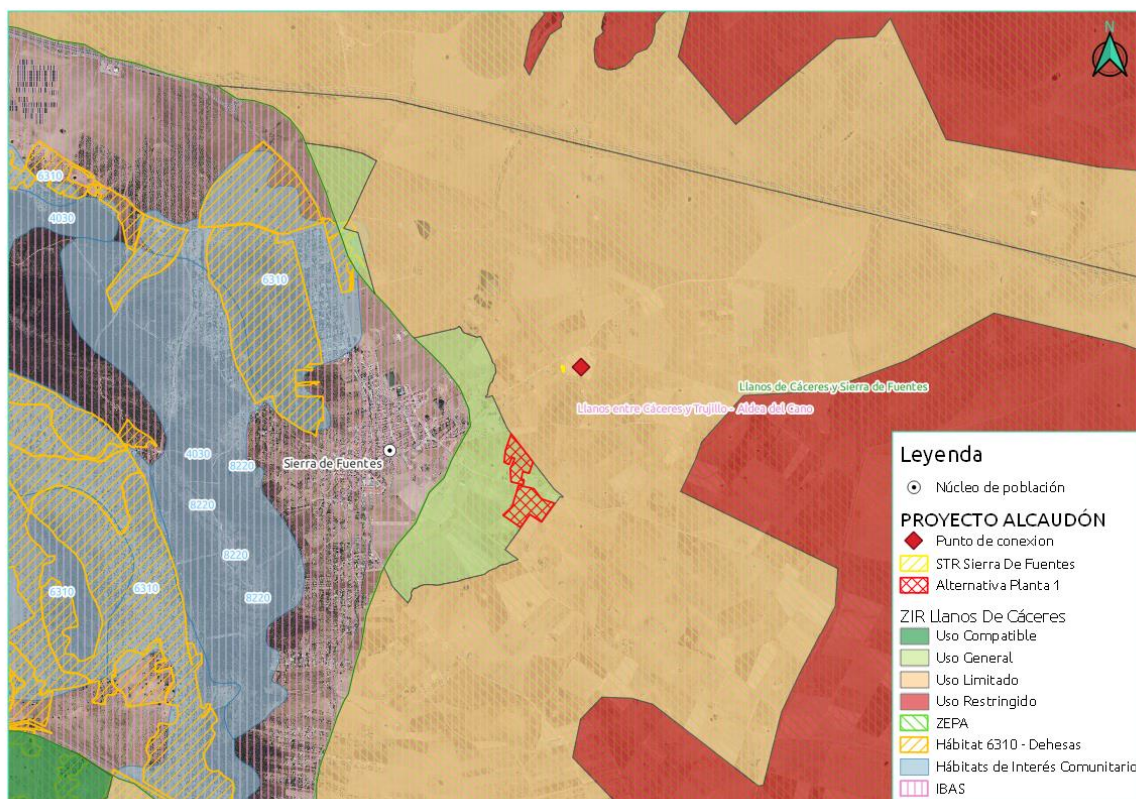 N
6310
4030
6310
Llanos de Cáceres y Sierra de Fuentes
Llanos entre Cáceres y Trujillo - Aldea del Cano
4030
8220
Sierra de Fuentes
8220
8220
6310
6310
8220
Leyenda
Núcleo de población
PROYECTO ALCAUDÓN
Punto de conexion
STR Sierra De Fuentes
Alternativa Planta 1
ZIR Llanos De Cáceres
Uso Compatible
Uso General
Uso Limitado
Uso Restringido
ZEPA
Hábitat 6310 - Dehesas
Hábitats de Interés Comunitario
IBAS